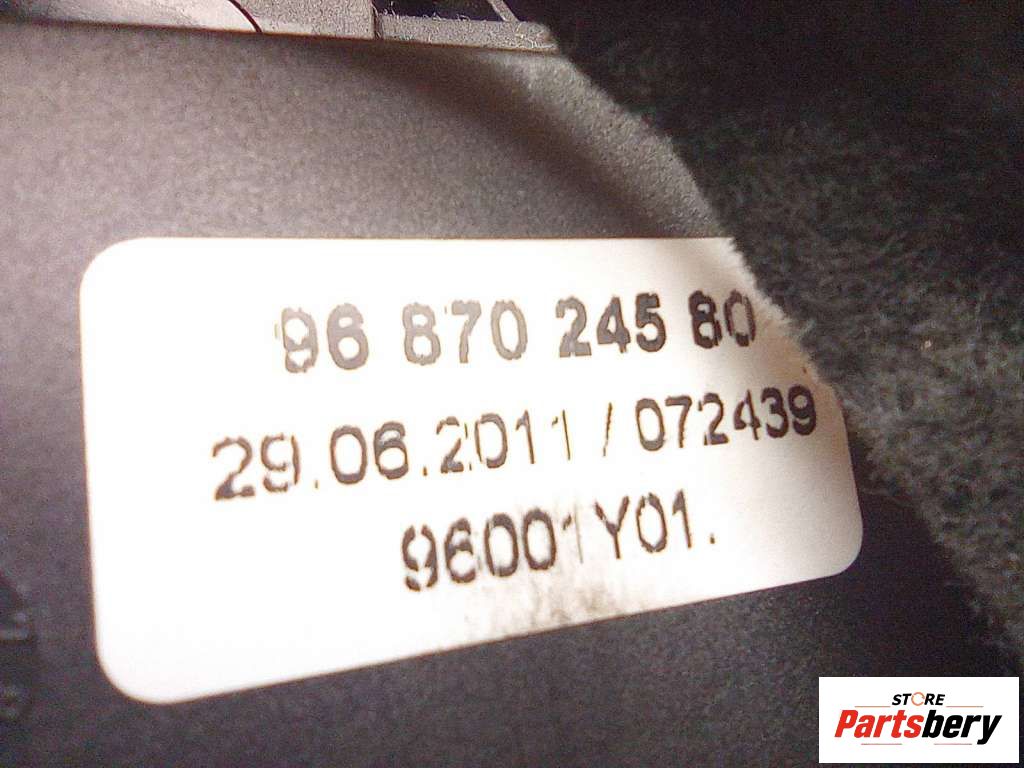 96 870 245 80
29.06.2011 / 072439
96001Y01.
STORE
Partsbery